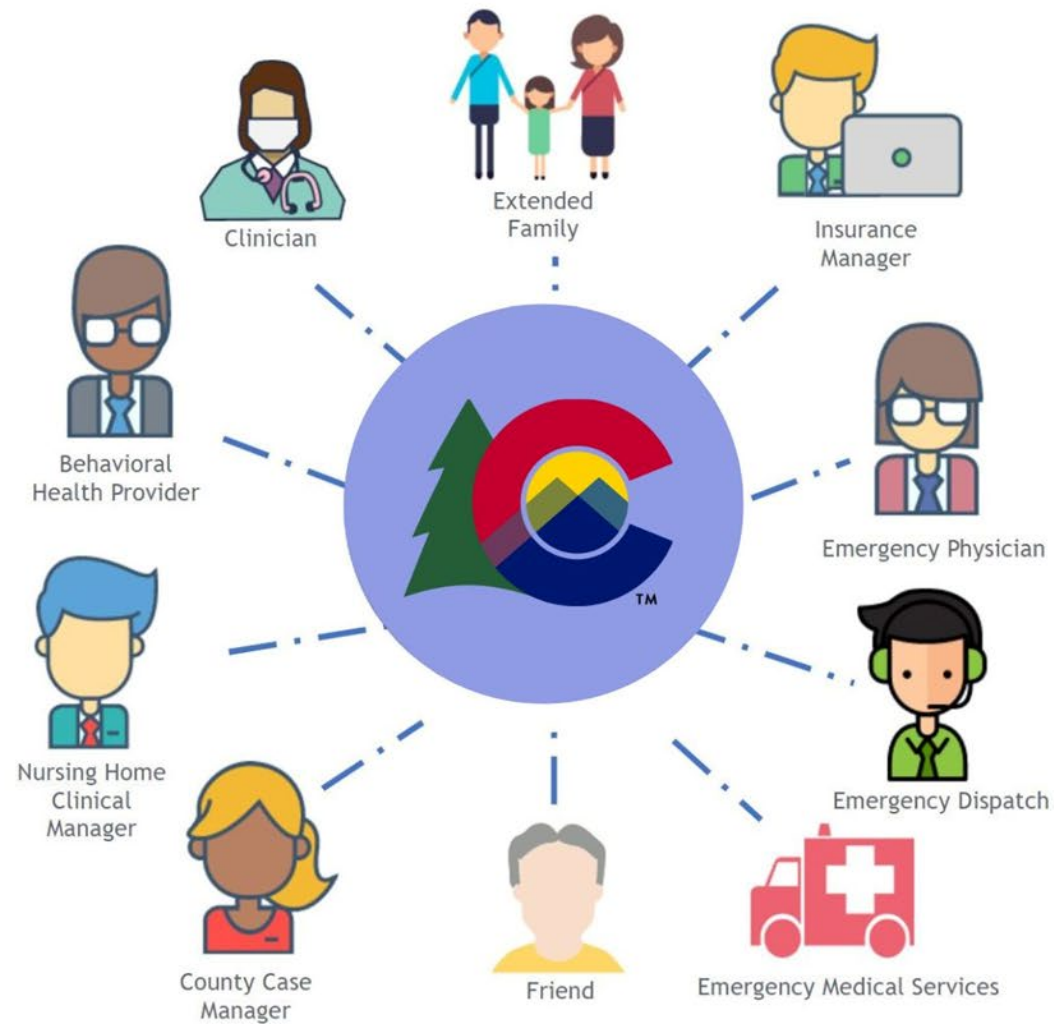 Extended
Family
Clinician
Insurance
Manager
Behavioral
Health Provider
Emergency Physician
TM
Nursing Home
Clinical
Manager
Emergency Dispatch
County Case
Manager
Friend
Emergency Medical Services